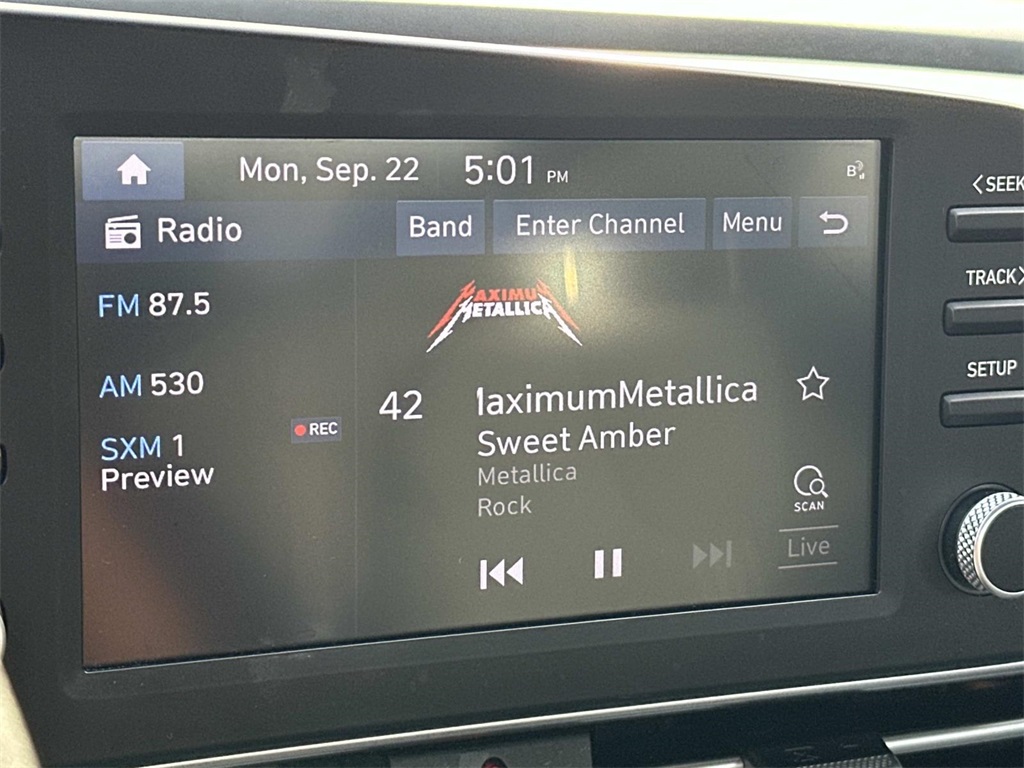 Mon, Sep. 22 5:01 PM
B
Radio Band Enter Channel Menu
FM 87.5
AM 530
SXM 1
Preview
REC
MAXIMUM
METALLICA
42
MaximumMetallica
Sweet Amber
Metallica
Rock
SCAN
Live
<SEEK
TRACK>
SETUP